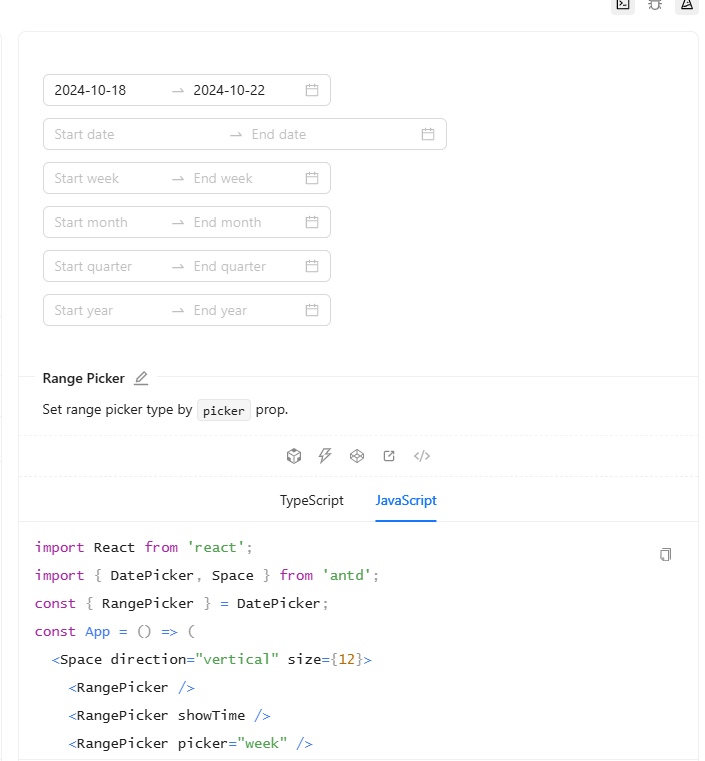 2024-10-18 → 2024-10-22
Start date → End date
Start week → End week
Start month → End month
Start quarter → End quarter
Start year → End year
Range Picker
Set range picker type by picker prop.
TypeScript JavaScript
import React from 'react';
import { DatePicker, Space } from 'antd';
const { RangePicker } = DatePicker;
const App = () => (
  <Space direction="vertical" size={12}>
    <RangePicker />
    <RangePicker showTime />
    <RangePicker picker="week" />